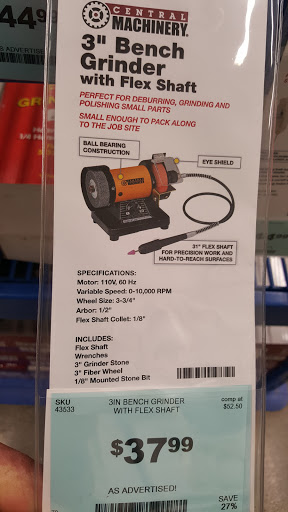 44
AS ADVERTISED!
CENTRAL
MACHINERY.
3" Bench
Grinder
with Flex Shaft
PERFECT FOR DEBURRING, GRINDING AND
POLISHING SMALL PARTS
SMALL ENOUGH TO PACK ALONG
TO THE JOB SITE
BALL BEARING
CONSTRUCTION
EYE SHIELD
31" FLEX SHAFT
FOR PRECISION WORK AND
HARD-TO-REACH SURFACES
SPECIFICATIONS:
Motor: 110V, 60 Hz
Variable Speed: 0-10,000 RPM
Wheel Size: 3-3/4"
Arbor: 1/2"
Flex Shaft Collet: 1/8"
INCLUDES:
Flex Shaft
Wrenches
3" Grinder Stone
3" Fiber Wheel
1/8" Mounted Stone Bit
SKU
43533
3IN BENCH GRINDER
WITH FLEX SHAFT
comp at
$52.50
$37.99
AS ADVERTISED!
SAVE
27%